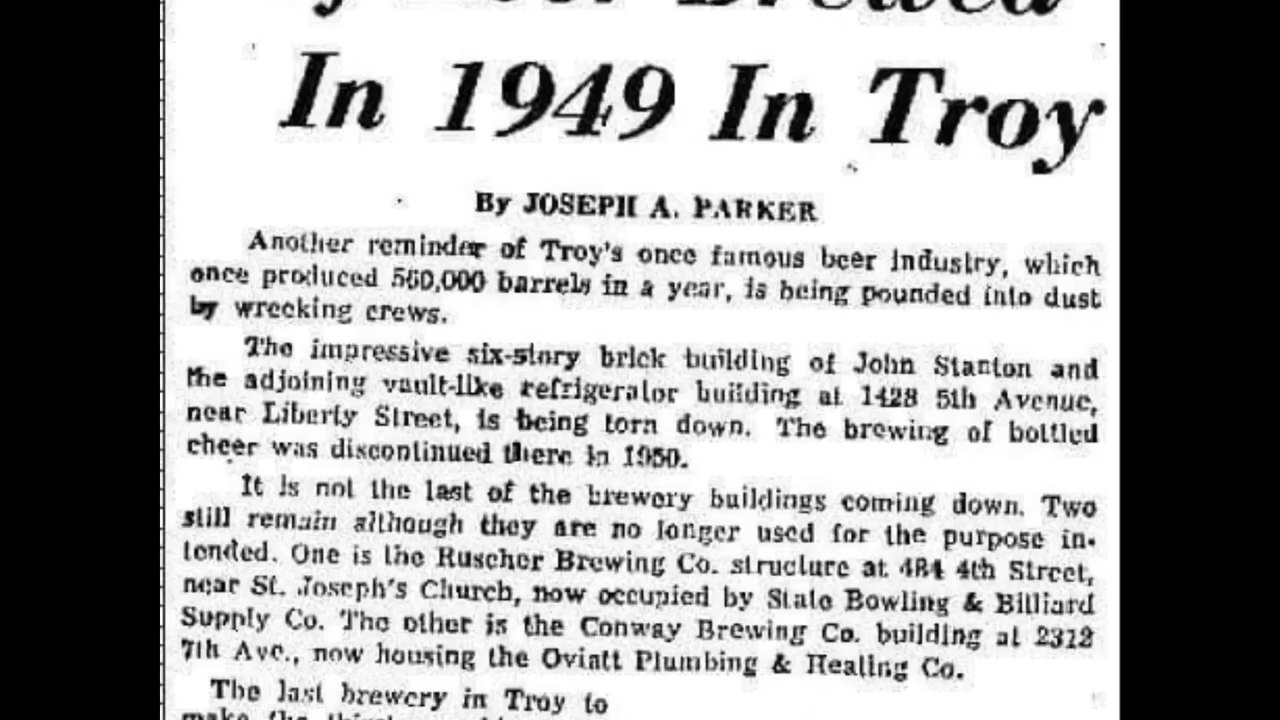 Brewed
In 1949 In Troy
By JOSEPH A. PARKER
Another reminder of Troy's once famous beer industry, which
once produced 560,000 barrels in a year, is being pounded into dust
by wrecking crews.
The impressive six-story brick building of John Stanton and
the adjoining vault-like refrigerator building at 1428 5th Avenue,
near Liberty Street, is being torn down. The brewing of bottled
cheer was discontinued there in 1950.
It is not the last of the brewery buildings coming down. Two
still remain although they are no longer used for the purpose in-
tended. One is the Ruscher Brewing Co. structure at 484 4th Street,
near St. Joseph's Church, now occupied by State Bowling & Billiard
Supply Co. The other is the Conway Brewing Co. building at 2312
7th Ave., now housing the Oviatt Plumbing & Heating Co.
The last brewery in Troy to
make the